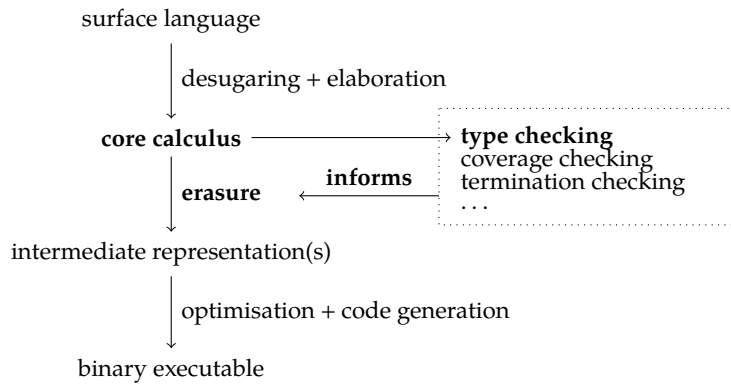 surface language
desugaring + elaboration
core calculus
type checking
coverage checking
termination checking
. . .
informs
erasure
intermediate representation(s)
optimisation + code generation
binary executable